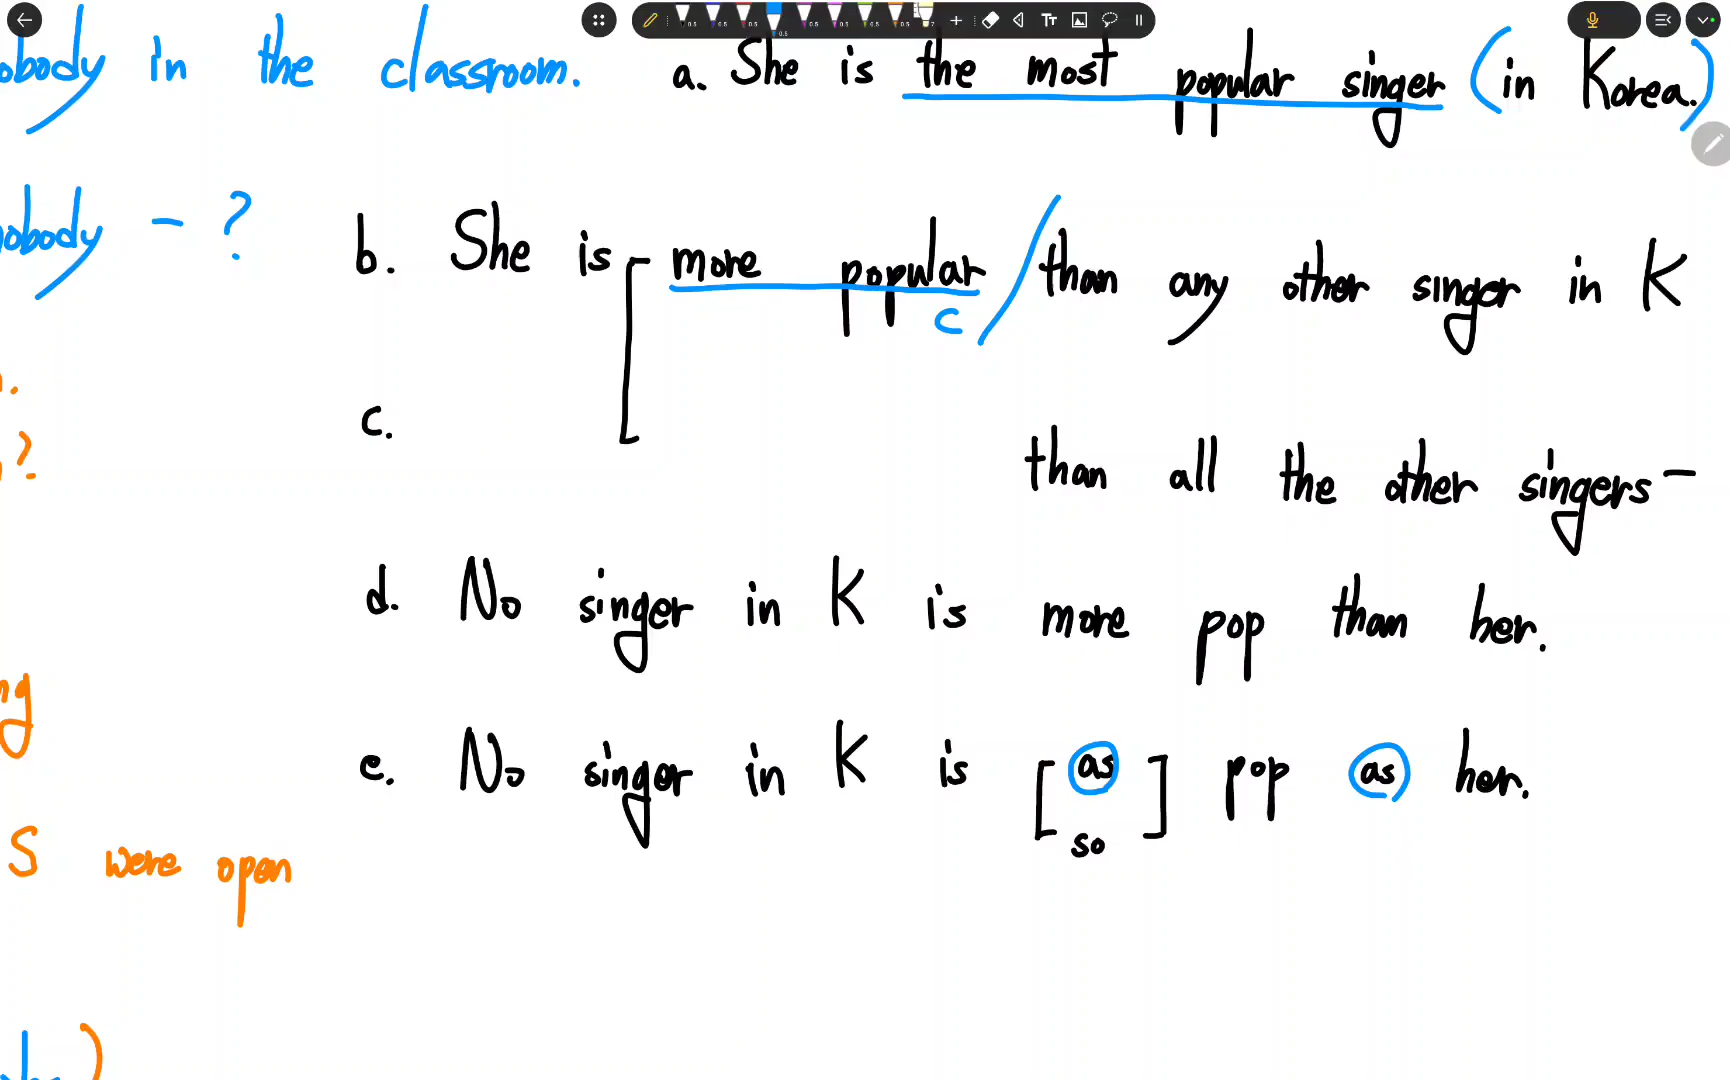 nobody in the classroom.
a. She is the most popular singer (in Korea.)
nobody - ?
b. She is more popular / than any other singer in K
c
c. than all the other singers -
?
d. No singer in K is more pop than her.
e. No singer in K is [as] pop as her.
so
S were open